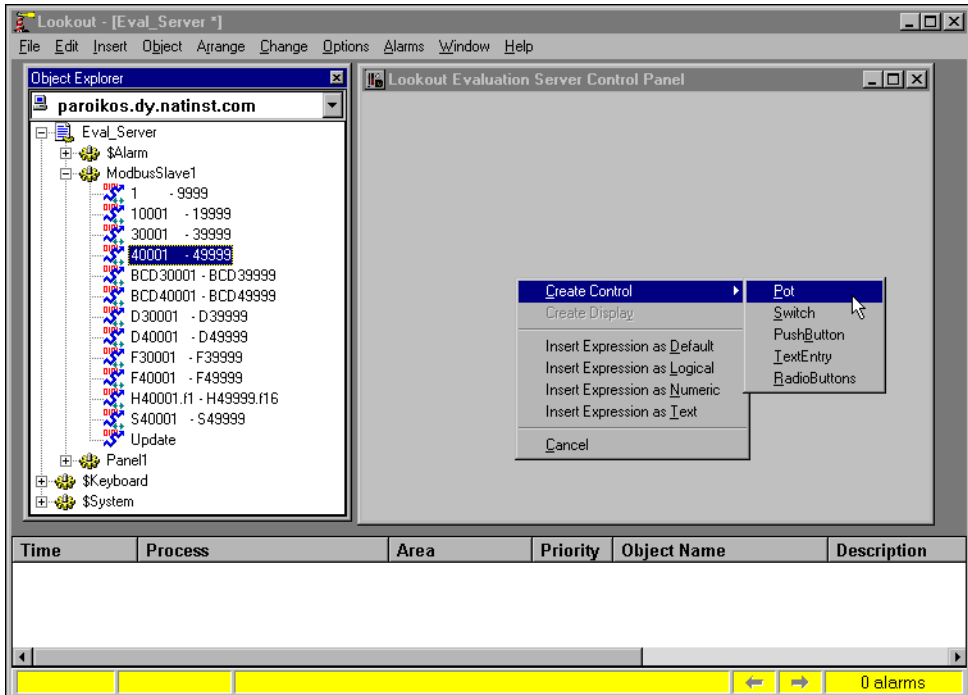 Lookout - [Eval_Server *]
File Edit Insert Object Arrange Change Options Alarms Window Help
Object Explorer
paroikos.dy.natinst.com
Eval_Server
$Alarm
ModbusSlave1
1 - 9999
10001 - 19999
30001 - 39999
40001 - 49999
BCD30001 - BCD39999
BCD40001 - BCD49999
D30001 - D39999
D40001 - D49999
F30001 - F39999
F40001 - F49999
H40001.f1 - H49999.f16
S40001 - S49999
Update
Panel1
$Keyboard
$System
Lookout Evaluation Server Control Panel
Create Control
Create Display
Insert Expression as Default
Insert Expression as Logical
Insert Expression as Numeric
Insert Expression as Text
Cancel
Pot
Switch
PushButton
TextEntry
RadioButtons
Time Process Area Priority Object Name Description
0 alarms